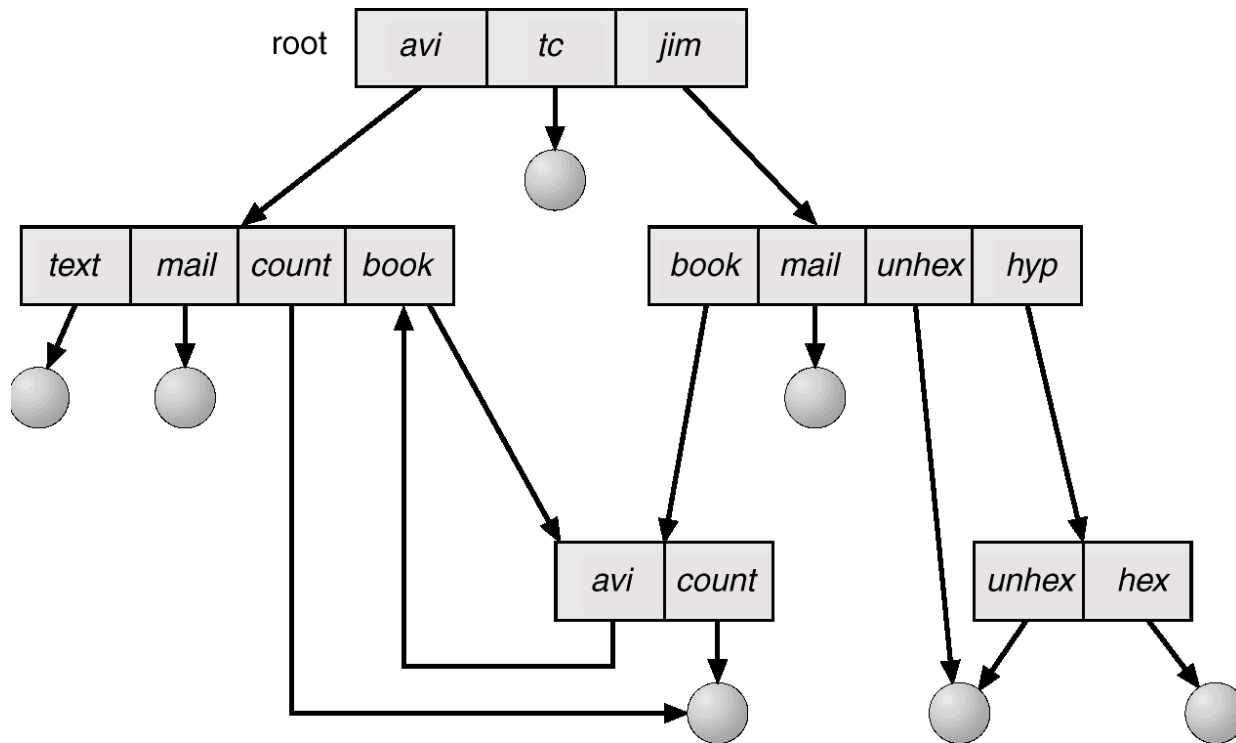 root avi tc jim
text mail count book
book mail unhex hyp
avi count
unhex hex